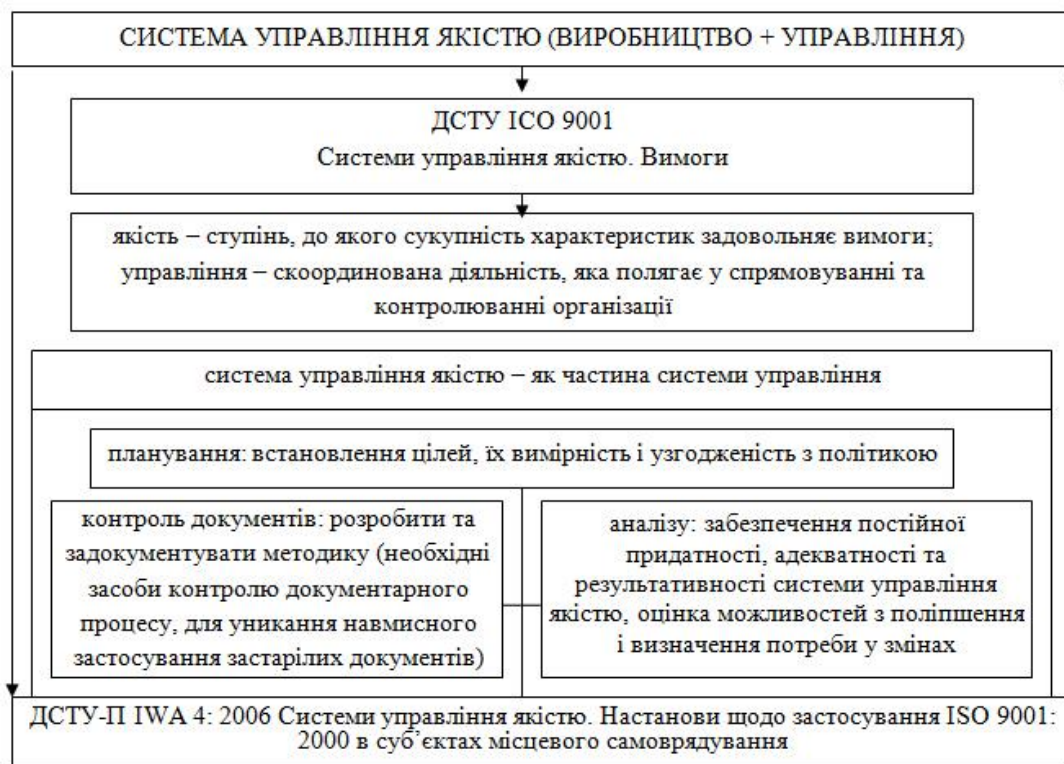 СИСТЕМА УПРАВЛІННЯ ЯКІСТЮ (ВИРОБНИЦТВО + УПРАВЛІННЯ)
ДСТУ ІСО 9001
Системи управління якістю. Вимоги
якість – ступінь, до якого сукупність характеристик задовольняє вимоги;
управління – скоординована діяльність, яка полягає у спрямовуванні та
контролюванні організації
система управління якістю – як частина системи управління
планування: встановлення цілей, їх вимірність і узгодженість з політикою
контроль документів: розробити та
задокументувати методику (необхідні
засоби контролю документарного
процесу, для уникання навмисного
застосування застарілих документів)
аналізу: забезпечення постійної
придатності, адекватності та
результативності системи управління
якістю, оцінка можливостей з поліпшення
і визначення потреби у змінах
ДСТУ-П IWA 4: 2006 Системи управління якістю. Настанови щодо застосування ISO 9001:
2000 в суб’єктах місцевого самоврядування